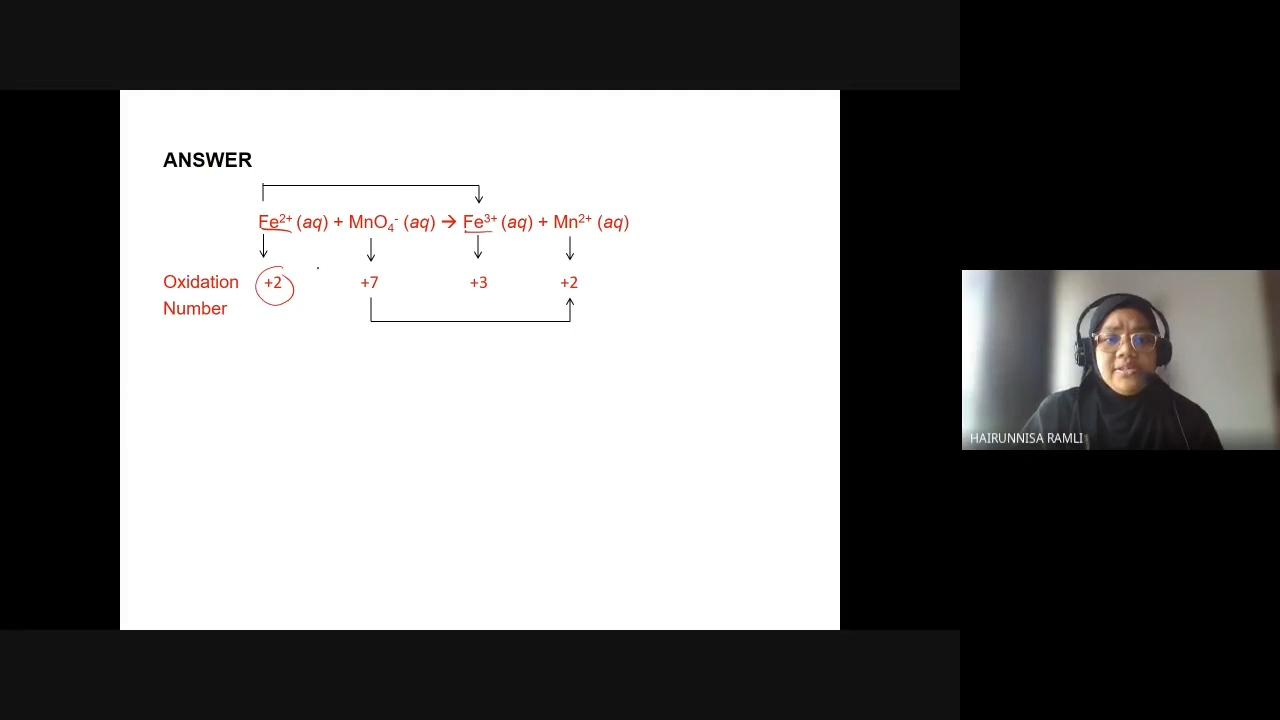 ANSWER
Fe²⁺ (aq) + MnO₄⁻ (aq) → Fe³⁺ (aq) + Mn²⁺ (aq)
Oxidation Number +2 +7 +3 +2
HAIRUNNISA RAMLI